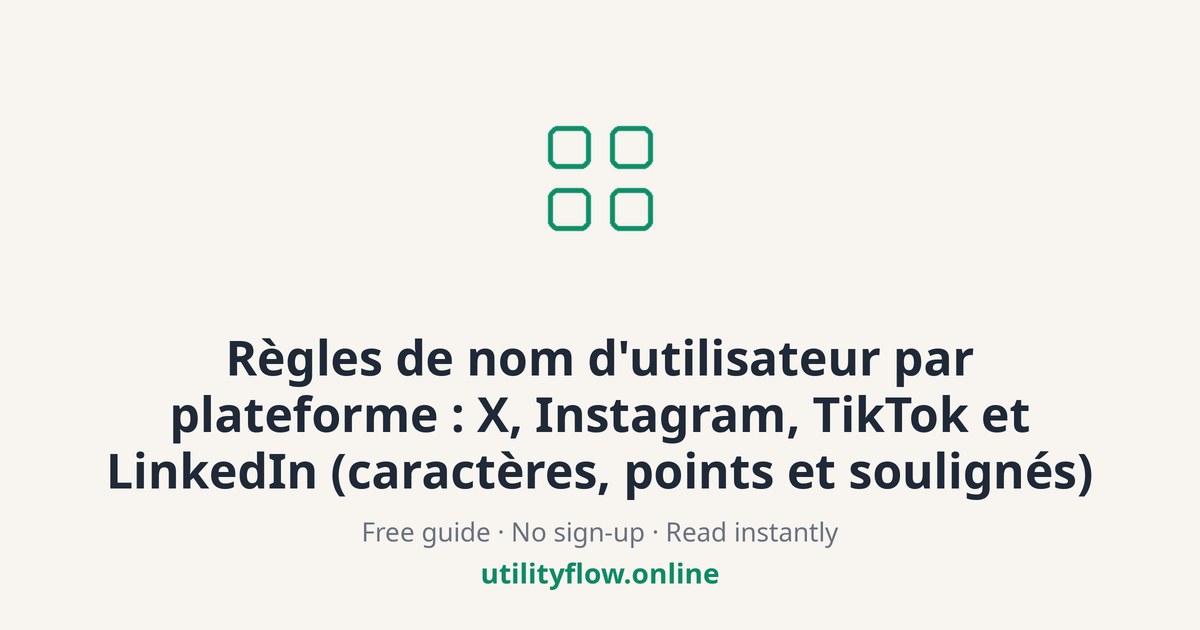 Règles de nom d'utilisateur par
plateforme : X, Instagram, TikTok et
LinkedIn (caractères, points et soulignés)
Free guide · No sign-up · Read instantly
utilityflow.online